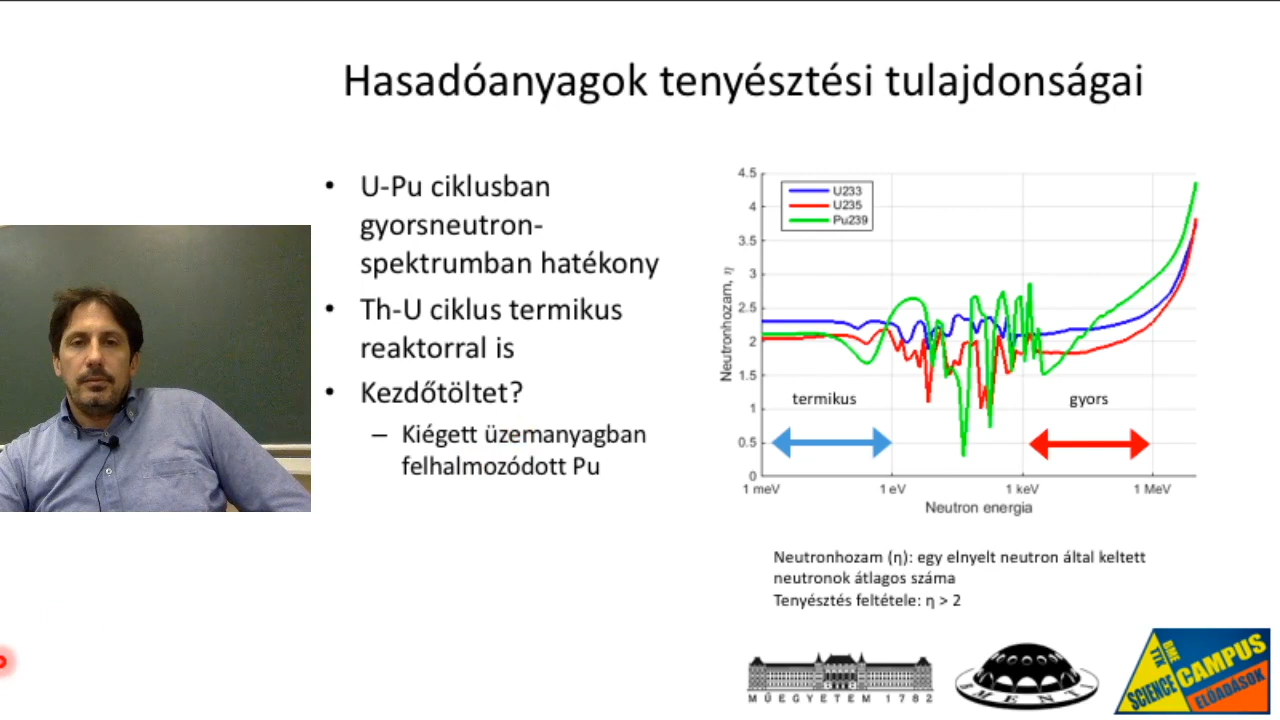 Hasadóanyagok tenyésztési tulajdonságai
• U-Pu ciklusban
gyorsneutron-
spektrumban hatékony
• Th-U ciklus termikus
reaktorral is
• Kezdőtöltet?
– Kiégett üzemanyagban
felhalmozódott Pu
4.5
4
3.5
3
2.5
2
1.5
1
0.5
0
Neutronhozam, η
U233
U235
Pu239
termikus
gyors
1 meV 1 eV 1 keV 1 MeV
Neutron energia
Neutronhozam (η): egy elnyelt neutron által keltett
neutronok átlagos száma
Tenyésztés feltétele: η > 2
MŰEGYETEM 1782
SMENTI
BME
TTK
SCIENCE
CAMPUS
ELŐADÁSOK